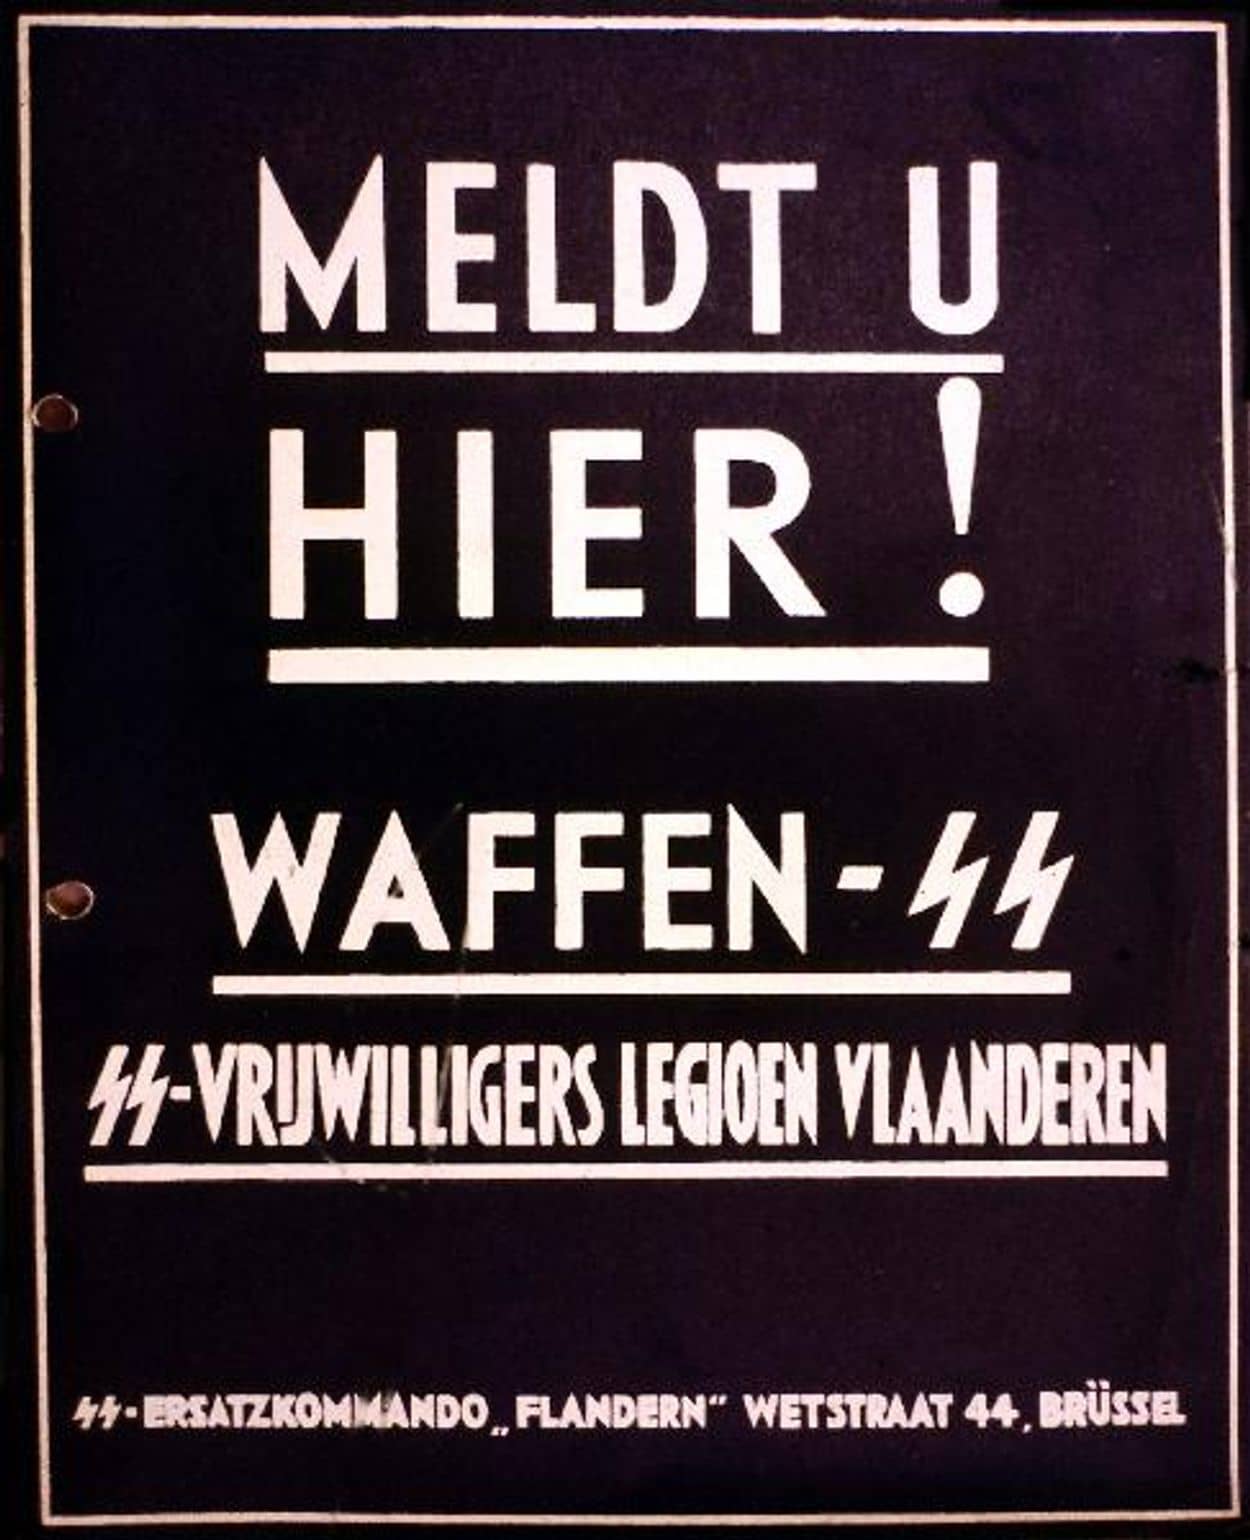 MELDT U
HIER !
WAFFEN-SS
SS-VRIJWILLIGERS LEGIOEN VLAANDEREN
SS-ERSATZKOMMANDO „FLANDERN“ WETSTRAAT 44, BRÜSSEL